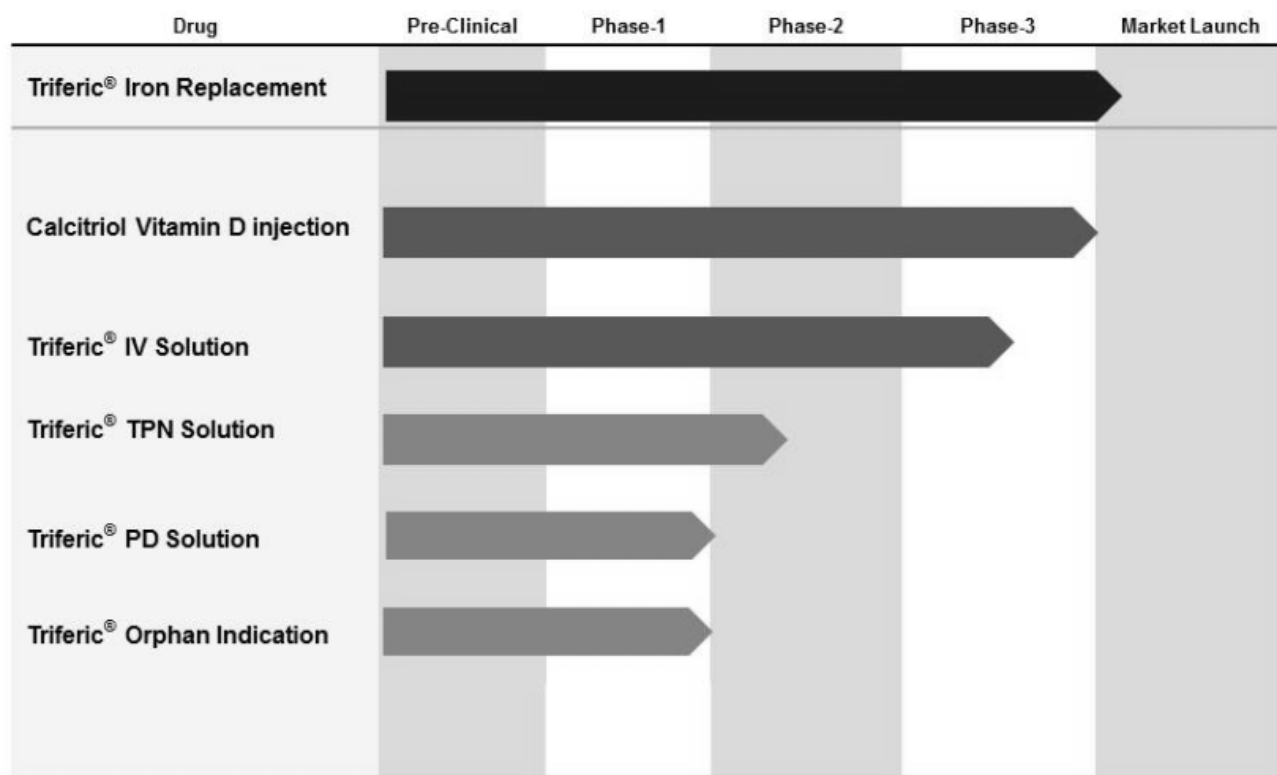 Drug Pre-Clinical Phase-1 Phase-2 Phase-3 Market Launch
Triferic® Iron Replacement
Calcitriol Vitamin D injection
Triferic® IV Solution
Triferic® TPN Solution
Triferic® PD Solution
Triferic® Orphan Indication